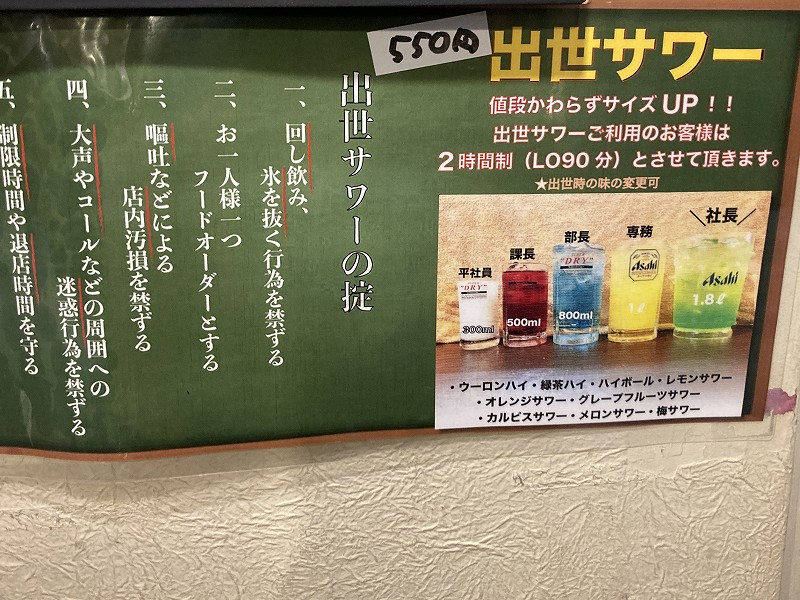 550円
出世サワー
値段かわらずサイズUP！！
出世サワーご利用のお客様は
2時間制（LO90分）とさせて頂きます。
★出世時の味の変更可
平社員
課長
部長
専務
＼社長／
"DRY"
300ml
500ml
"DRY"
800ml
Asahi
1ℓ
Asahi
1.8ℓ
・ウーロンハイ・緑茶ハイ・ハイボール・レモンサワー
・オレンジサワー・グレープフルーツサワー
・カルピスサワー・メロンサワー・梅サワー
出世サワーの掟
一、回し飲み、
氷を抜く行為を禁ずる
二、お一人様一つ
フードオーダーとする
三、嘔吐などによる
店内汚損を禁ずる
四、大声やコールなどの周囲への
迷惑行為を禁ずる
五、制限時間や退店時間を守る